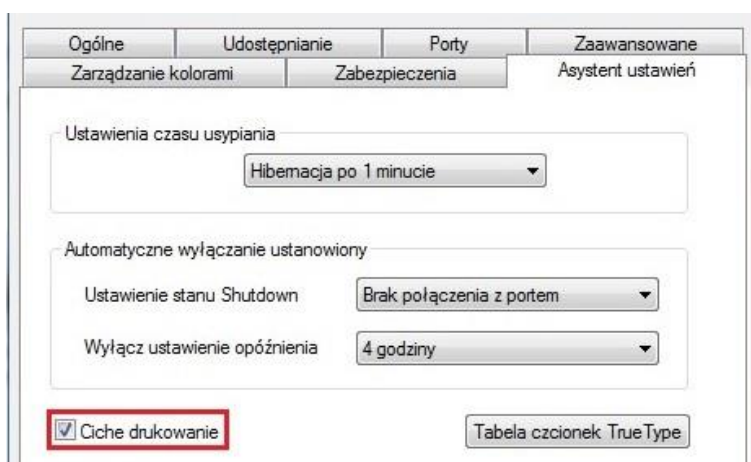 Ogólne Udostępnianie Porty Zaawansowane
Zarządzanie kolorami Zabezpieczenia Asystent ustawień
Ustawienia czasu usypiania
Hibernacja po 1 minucie
Automatyczne wyłączanie ustanowiony
Ustawienie stanu Shutdown Brak połączenia z portem
Wyłącz ustawienie opóźnienia 4 godziny
Ciche drukowanie Tabela czcionek TrueType